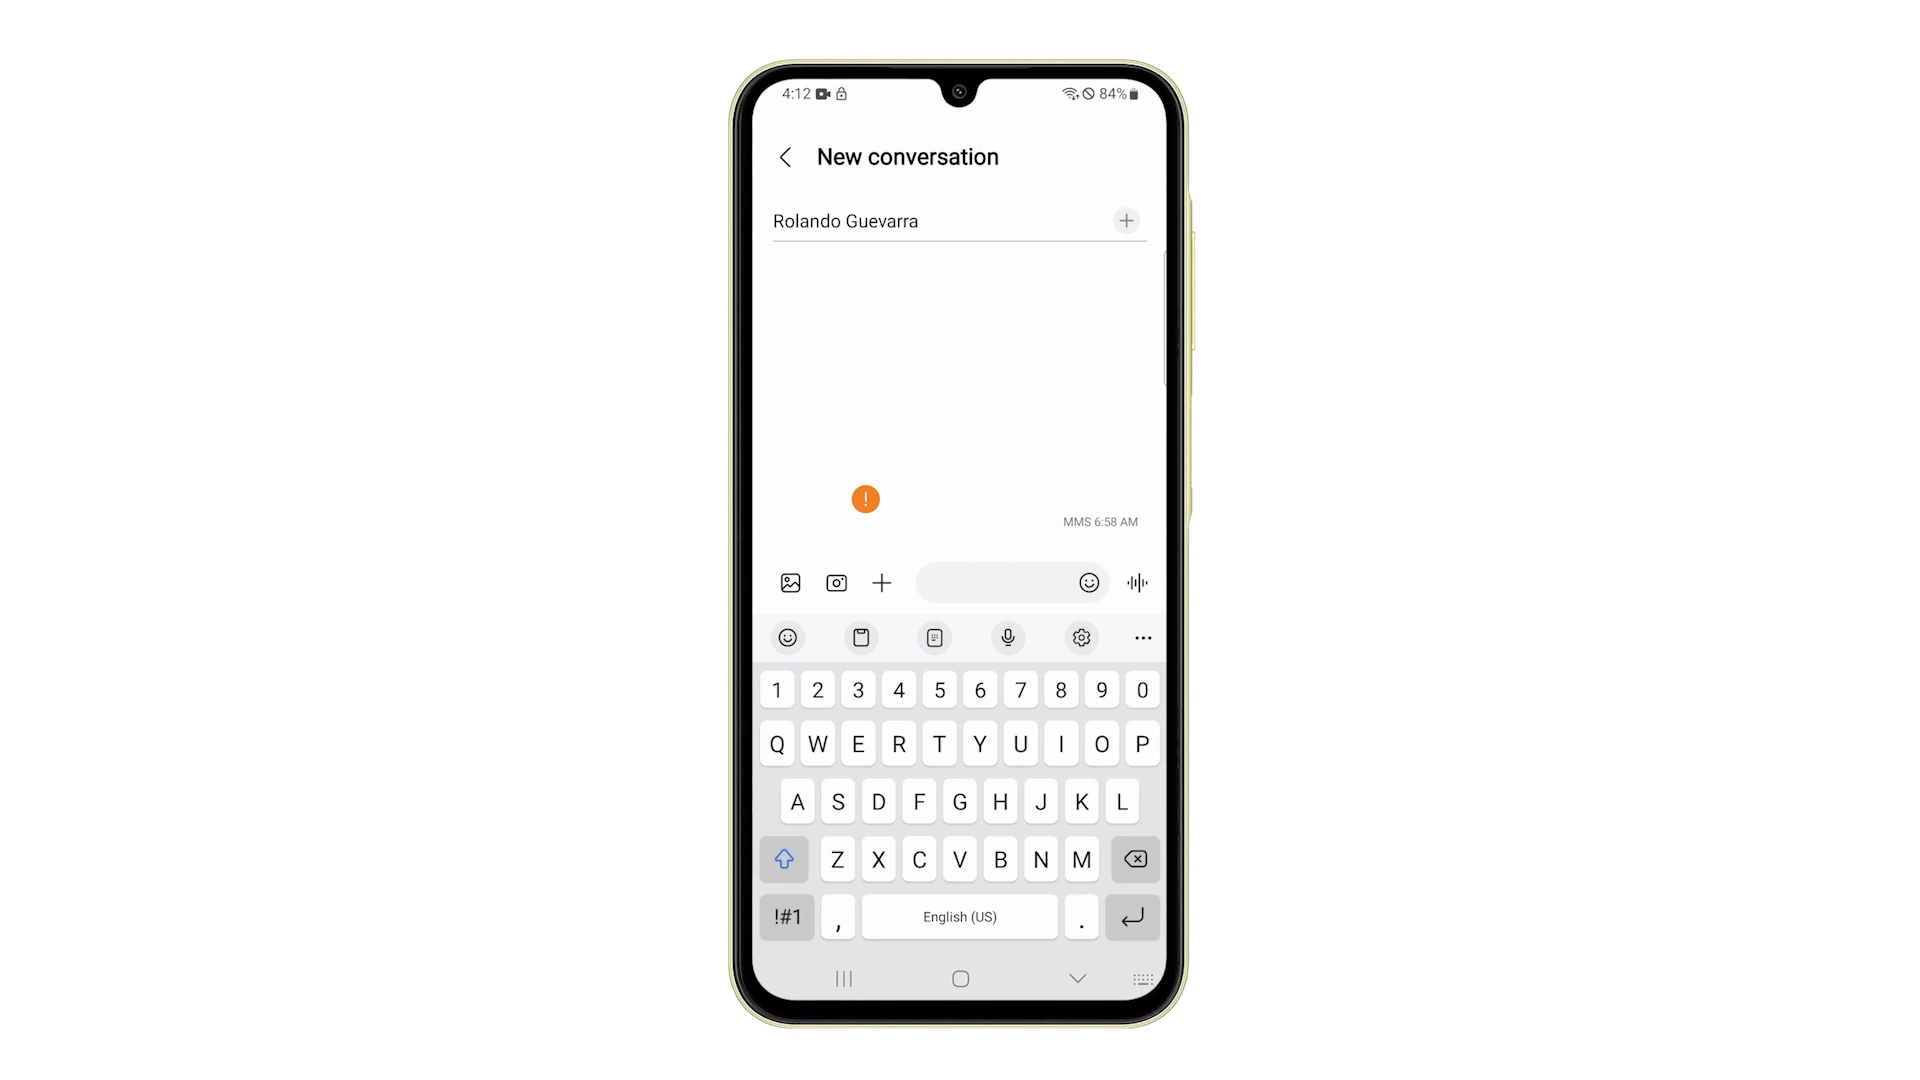 4:12 84%
New conversation
Rolando Guevarra
!
MMS 6:58 AM
1 2 3 4 5 6 7 8 9 0
Q W E R T Y U I O P
A S D F G H J K L
Z X C V B N M
!#1 , English (US) .